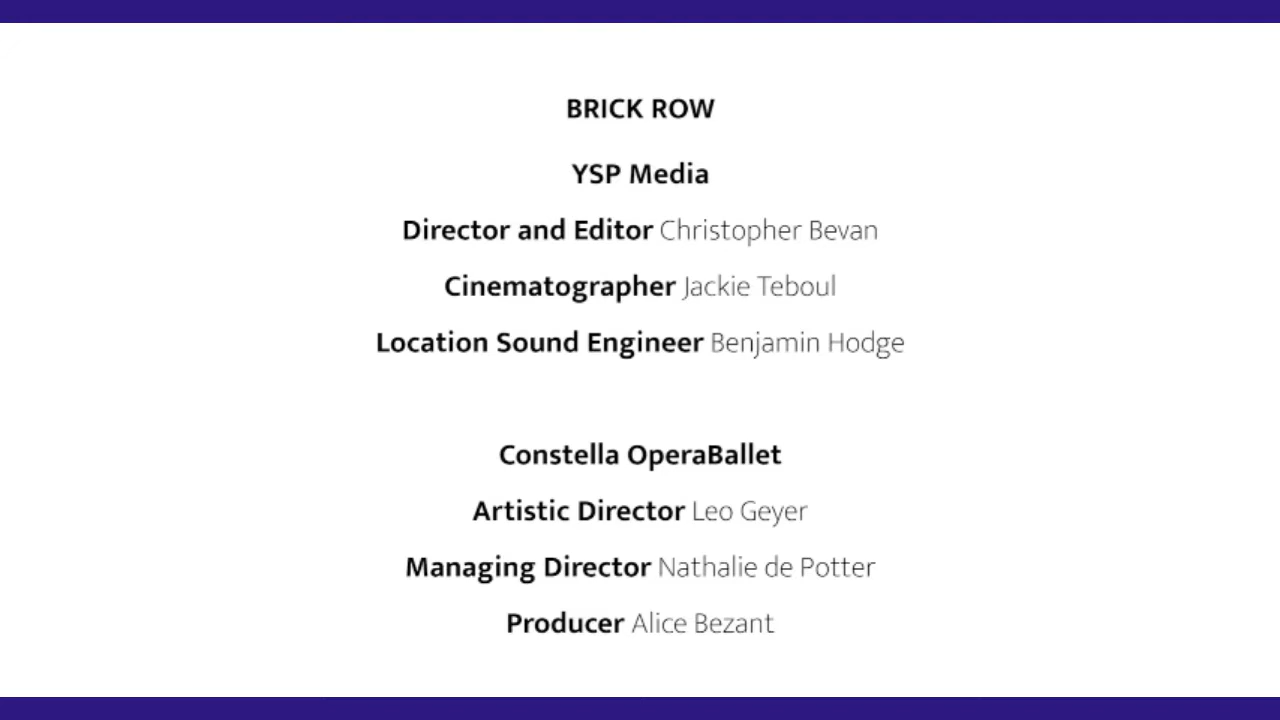 BRICK ROW
YSP Media
Director and Editor Christopher Bevan
Cinematographer Jackie Teboul
Location Sound Engineer Benjamin Hodge
Constella OperaBallet
Artistic Director Leo Geyer
Managing Director Nathalie de Potter
Producer Alice Bezant